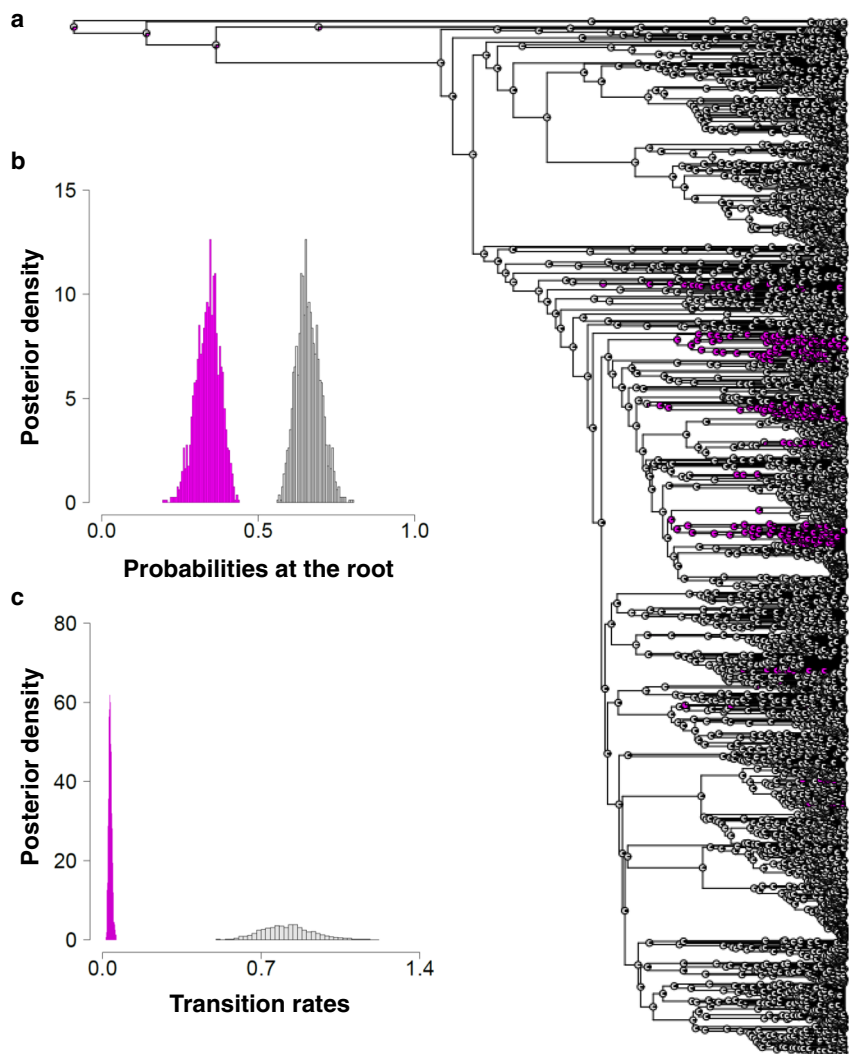 a
b
15
10
5
0
Posterior density
0.0 0.5 1.0
Probabilities at the root
c
80
60
40
20
0
Posterior density
0.0 0.7 1.4
Transition rates